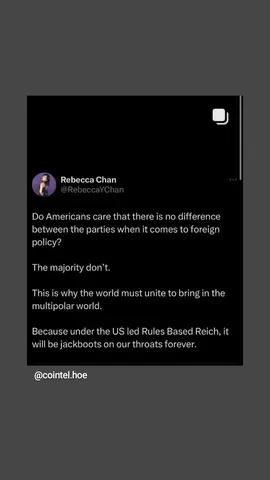 Rebecca Chan
@RebeccaYChan
Do Americans care that there is no difference
between the parties when it comes to foreign
policy?
The majority don't.
This is why the world must unite to bring in the
multipolar world.
Because under the US led Rules Based Reich, it
will be jackboots on our throats forever.
@cointel.hoe